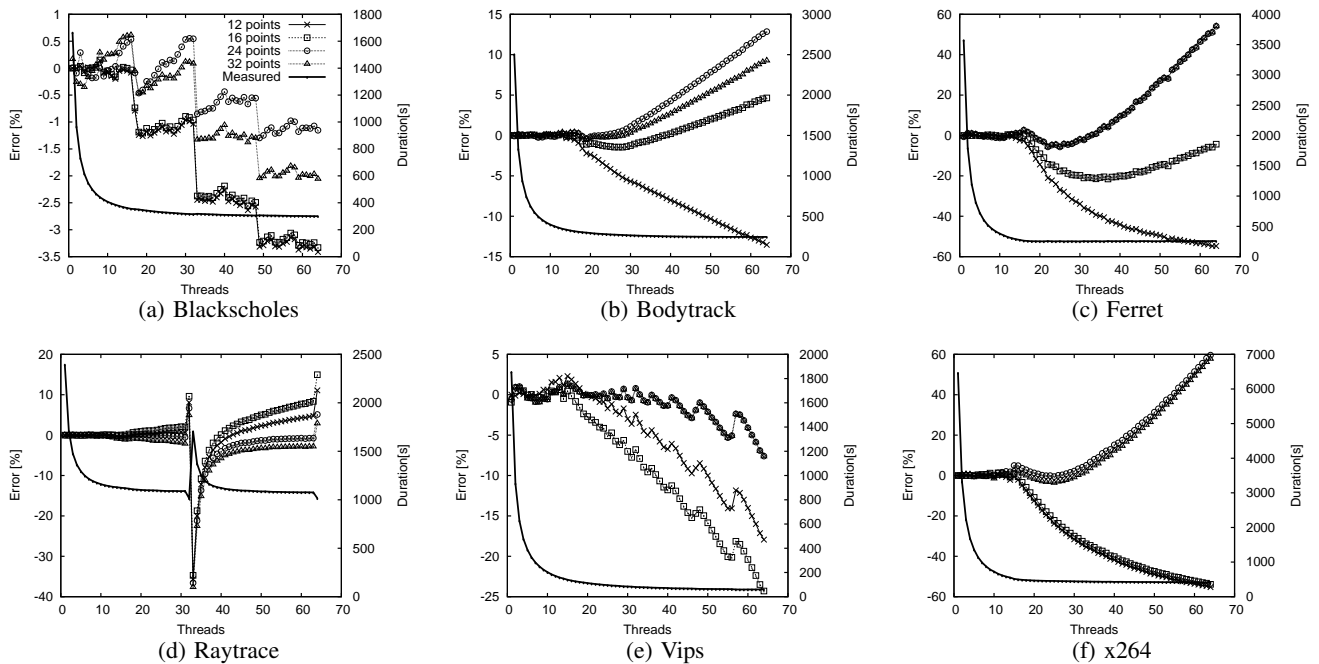 1
0.5
0
-0.5
-1
-1.5
-2
-2.5
-3
-3.5
0 10 20 30 40 50 60 70
0
200
400
600
800
1000
1200
1400
1600
1800
Error [%]
Duration[s]
Threads
12 points
16 points
24 points
32 points
Measured
(a) Blackscholes
15
10
5
0
-5
-10
-15
0 10 20 30 40 50 60 70
0
500
1000
1500
2000
2500
3000
Error [%]
Duration[s]
Threads
(b) Bodytrack
60
40
20
0
-20
-40
-60
0 10 20 30 40 50 60 70
0
500
1000
1500
2000
2500
3000
3500
4000
Error [%]
Duration[s]
Threads
(c) Ferret
20
10
0
-10
-20
-30
-40
0 10 20 30 40 50 60 70
0
500
1000
1500
2000
2500
Error [%]
Duration[s]
Threads
(d) Raytrace
5
0
-5
-10
-15
-20
-25
0 10 20 30 40 50 60 70
0
200
400
600
800
1000
1200
1400
1600
1800
2000
Error [%]
Duration[s]
Threads
(e) Vips
60
40
20
0
-20
-40
-60
0 10 20 30 40 50 60 70
0
1000
2000
3000
4000
5000
6000
7000
Error [%]
Duration[s]
Threads
(f) x264